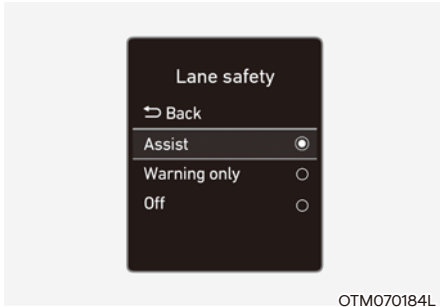 Lane safety
Back
Assist
Warning only
Off
OTM070184L